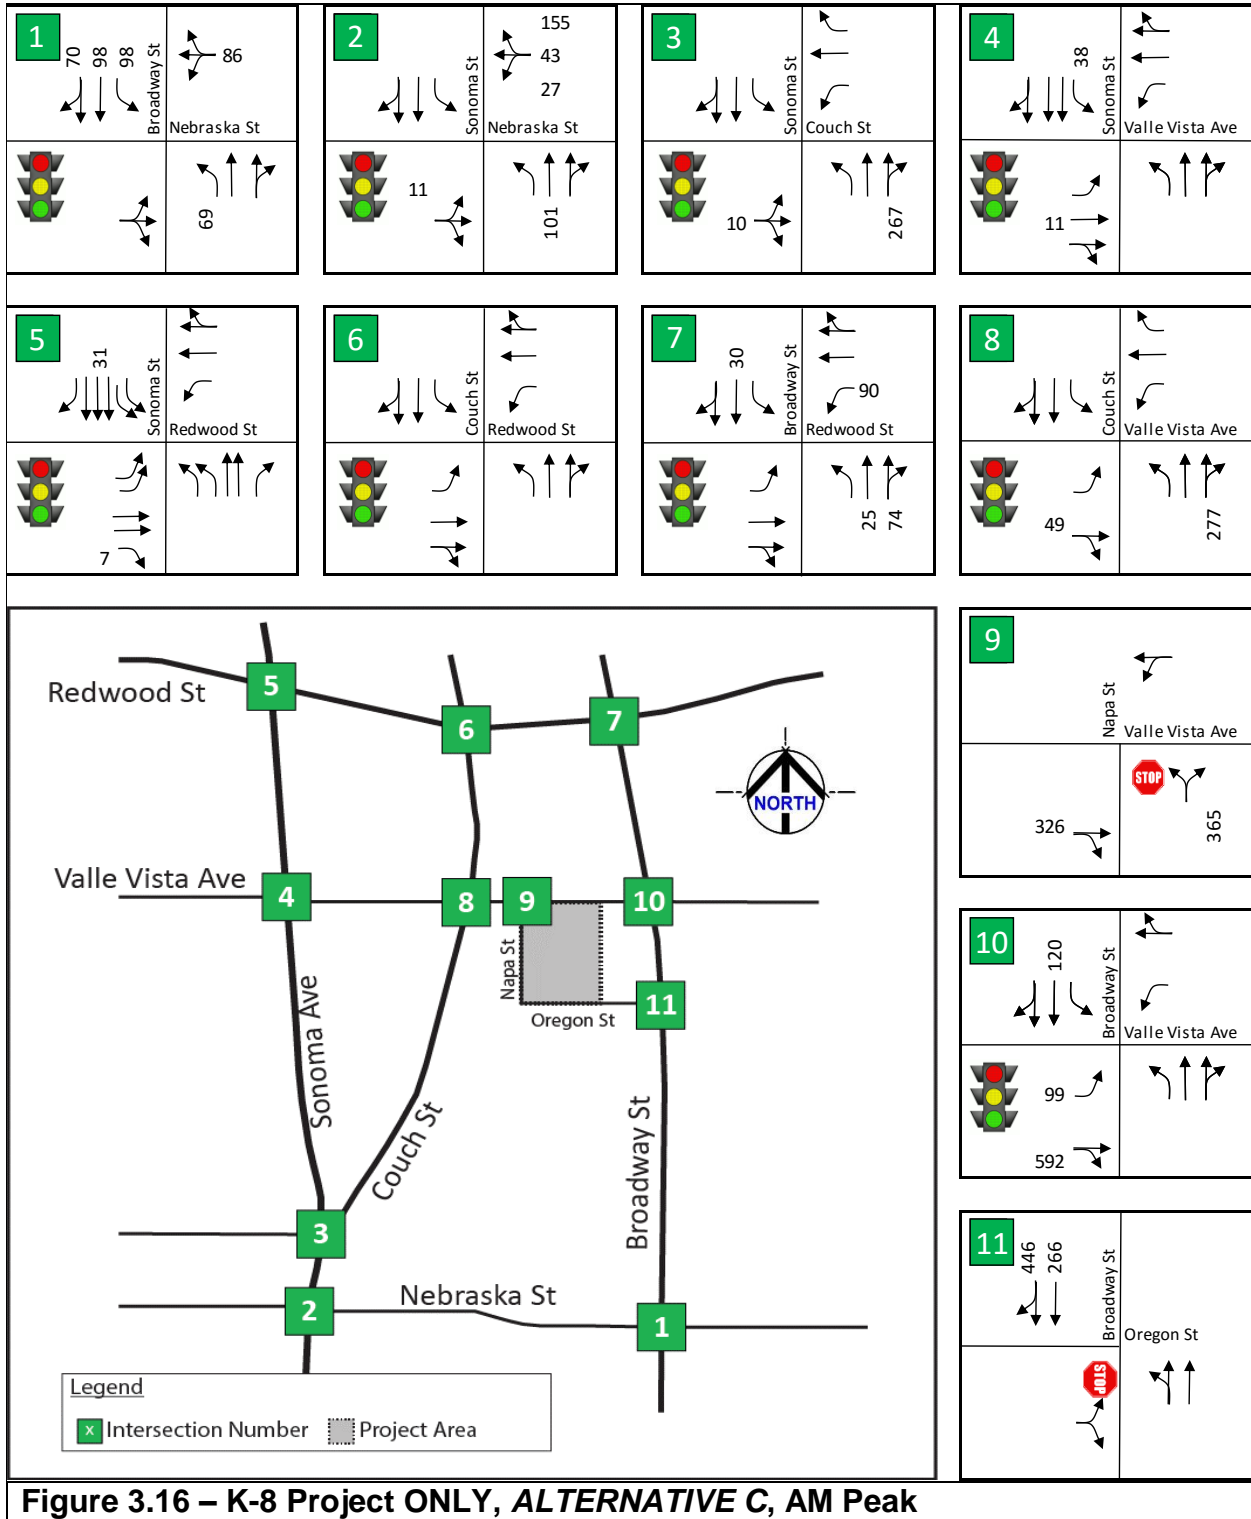 1
70
98
98
Broadway St
86
Nebraska St
69
2
155
43
27
Sonoma St
Nebraska St
11
101
3
Sonoma St
Couch St
10
267
4
38
Sonoma St
Valle Vista Ave
11
5
31
Sonoma St
Redwood St
7
6
Couch St
Redwood St
7
30
Broadway St
90
Redwood St
25
74
8
Couch St
Valle Vista Ave
49
277
9
Napa St
Valle Vista Ave
STOP
326
365
10
120
Broadway St
Valle Vista Ave
99
592
11
446
266
Broadway St
Oregon St
STOP
Redwood St
5
6
7
NORTH
Valle Vista Ave
4
8
9
10
Napa St
Oregon St
11
Sonoma Ave
Couch St
Broadway St
3
2
Nebraska St
1
Legend
x Intersection Number
Project Area
Figure 3.16 – K-8 Project ONLY, ALTERNATIVE C, AM Peak